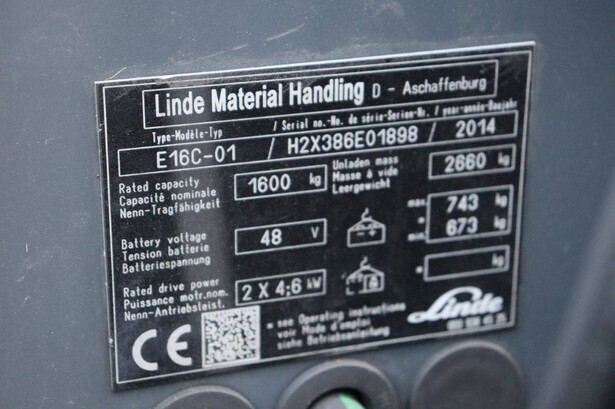 Linde Material Handling D - Aschaffenburg
Type-Modèle-Typ / Serial no.-No. de série-Serien-Nr. / year-année-Baujahr
E16C-01 / H2X386E01898 / 2014
Rated capacity
Capacité nominale 1600 kg
Nenn-Tragfähigkeit
Unladen mass
Masse à vide 2660 kg
Leergewicht
Battery voltage
Tension batterie 48 V
Batteriespannung
max 743 kg
* min 673 kg
Rated drive power
Puissance motr.nom. 2 X 4;6 kW
Nenn-Antriebsleist.
* kg
CE
* = see Operating instructions
voir Mode d'emploi
siehe Betriebsanleitung
Linde